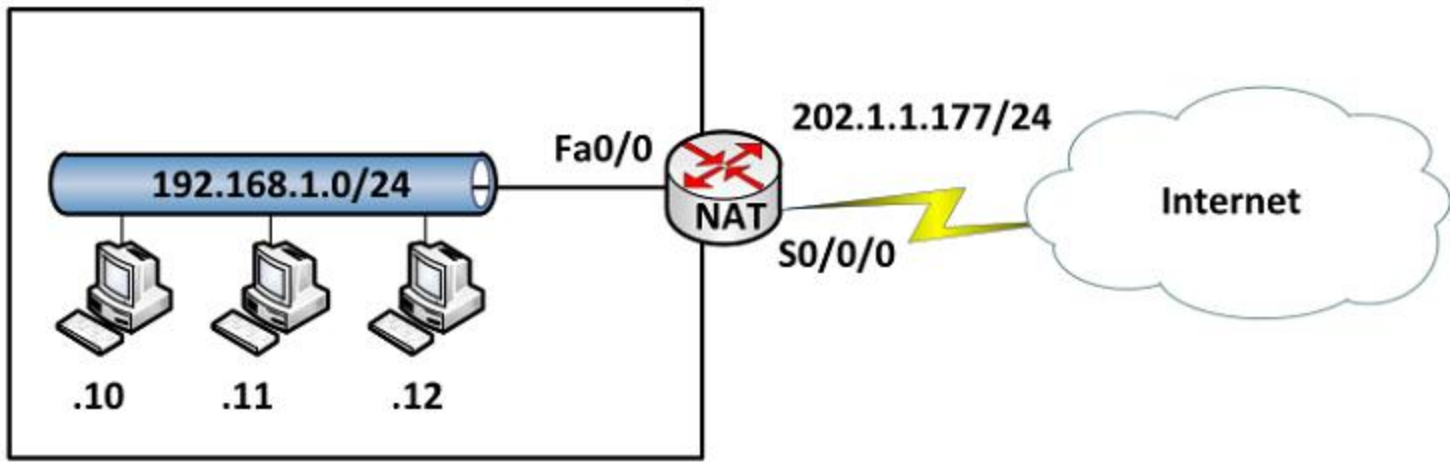 192.168.1.0/24
.10
.11
.12
Fa0/0
NAT
202.1.1.177/24
S0/0/0
Internet